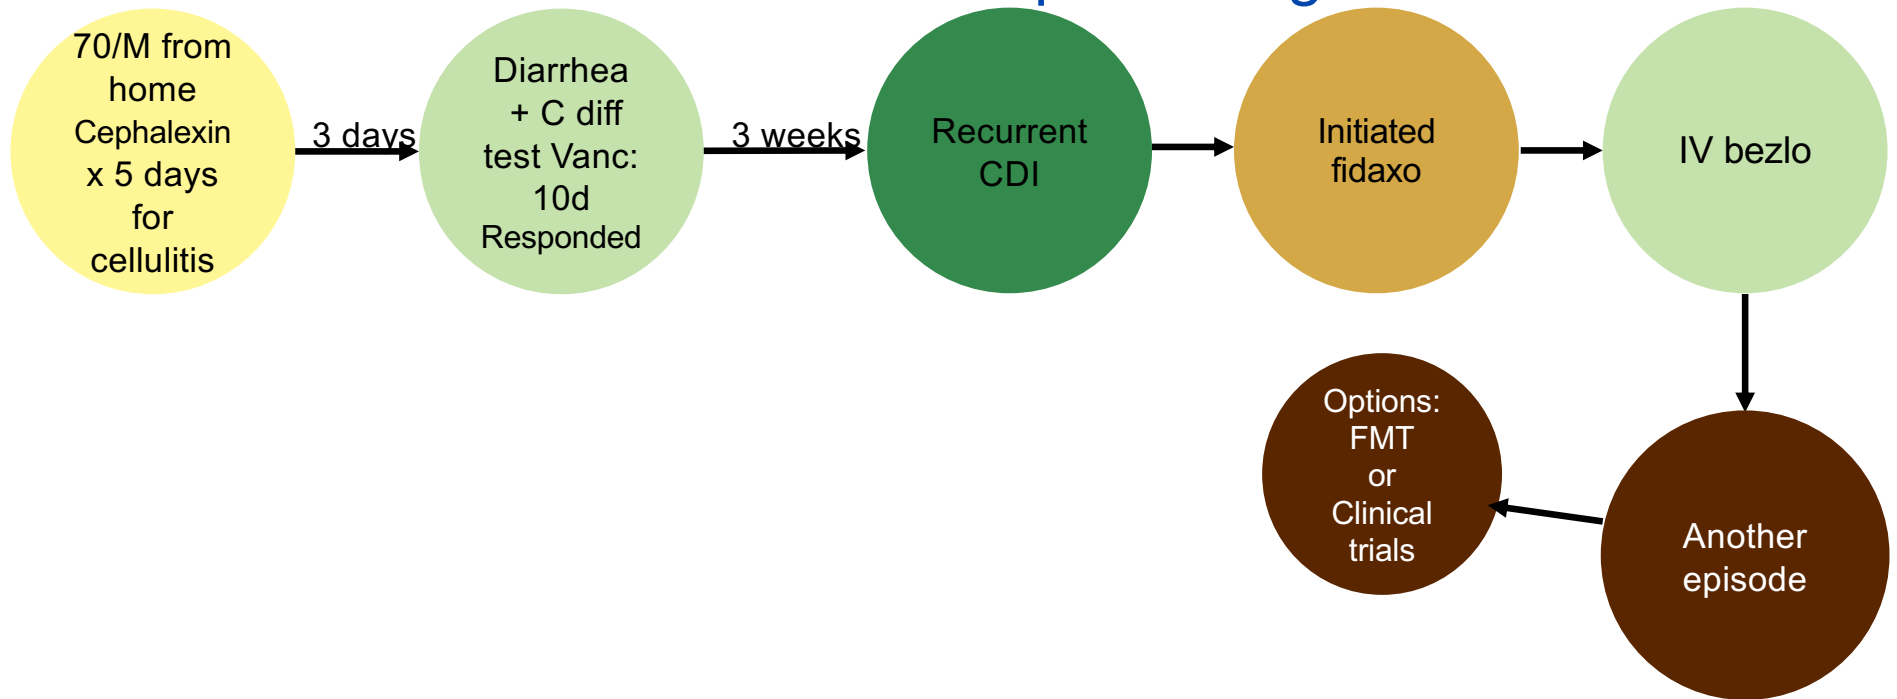 70/M from
home
Cephalexin
x 5 days
for
cellulitis
3 days
Diarrhea
+ C diff
test Vanc:
10d
Responded
3 weeks
Recurrent
CDI
Initiated
fidaxo
IV bezlo
Another
episode
Options:
FMT
or
Clinical
trials